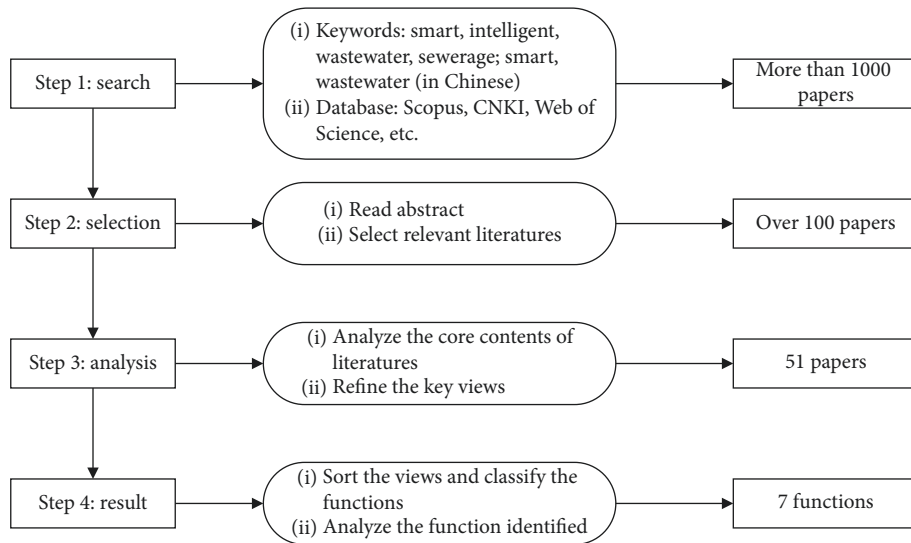 Step 1: search
(i) Keywords: smart, intelligent,
wastewater, sewerage; smart,
wastewater (in Chinese)
(ii) Database: Scopus, CNKI, Web of
Science, etc.
More than 1000
papers
Step 2: selection
(i) Read abstract
(ii) Select relevant literatures
Over 100 papers
Step 3: analysis
(i) Analyze the core contents of
literatures
(ii) Refine the key views
51 papers
Step 4: result
(i) Sort the views and classify the
functions
(ii) Analyze the function identified
7 functions